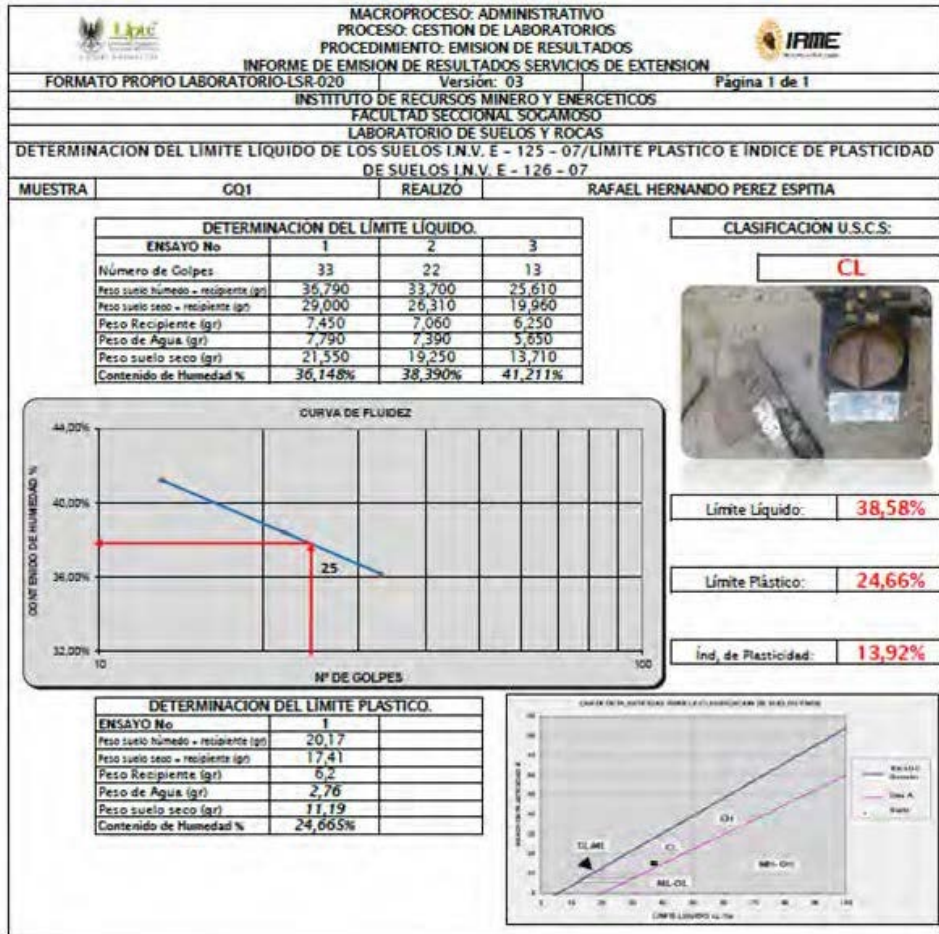 MACROPROCESO: ADMINISTRATIVO
PROCESO: GESTION DE LABORATORIOS
PROCEDIMIENTO: EMISION DE RESULTADOS
INFORME DE EMISION DE RESULTADOS SERVICIOS DE EXTENSION
Uptc
IRME
FORMATO PROPIO LABORATORIO-LSR-020 Versión: 03 Página 1 de 1
INSTITUTO DE RECURSOS MINERO Y ENERGETICOS
FACULTAD SECCIONAL SOGAMOSO
LABORATORIO DE SUELOS Y ROCAS
DETERMINACION DEL LIMITE LÍQUIDO DE LOS SUELOS I.N.V. E - 125 - 07/LÍMITE PLASTICO E INDICE DE PLASTICIDAD
DE SUELOS I.N.V. E - 126 - 07
MUESTRA GQ1 REALIZÓ RAFAEL HERNANDO PEREZ ESPITIA
DETERMINACIÓN DEL LÍMITE LÍQUIDO.
ENSAYO No 1 2 3
Número de Golpes 33 22 13
Peso suelo húmedo + recipiente (gr) 36,790 33,700 25,610
Peso suelo seco + recipiente (gr) 29,000 26,310 19,960
Peso Recipiente (gr) 7,450 7,060 6,250
Peso de Agua (gr) 7,790 7,390 5,650
Peso suelo seco (gr) 21,550 19,250 13,710
Contenido de Humedad % 36,148% 38,390% 41,211%
CLASIFICACIÓN U.S.C.S:
CL
CURVA DE FLUIDEZ
CONTENIDO DE HUMEDAD %
44,00%
40,00%
36,00%
32,00%
25
10 100
Nº DE GOLPES
Límite Líquido: 38,58%
Límite Plástico: 24,66%
Índ, de Plasticidad: 13,92%
DETERMINACION DEL LIMITE PLASTICO.
ENSAYO No 1
Peso suelo húmedo + recipiente (gr) 20,17
Peso suelo seco + recipiente (gr) 17,41
Peso Recipiente (gr) 6,2
Peso de Agua (gr) 2,76
Peso suelo seco (gr) 11,19
Contenido de Humedad % 24,665%
CL-ML
CL
CH
ML-OL
MH-OH